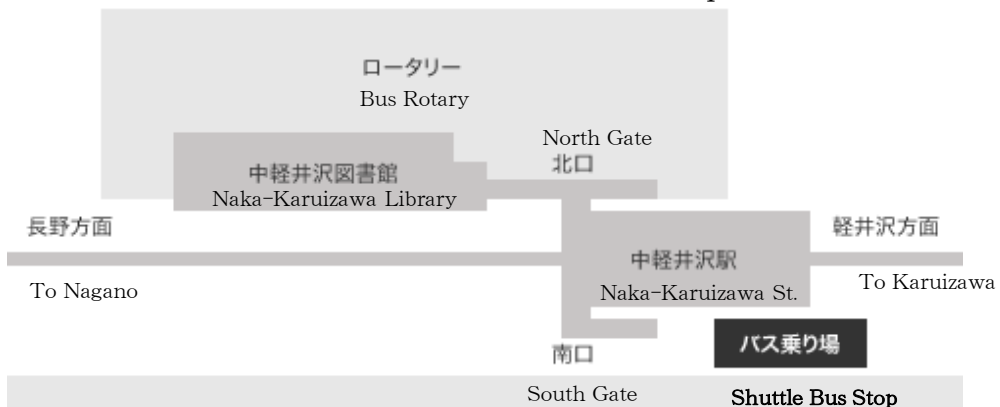 ロータリー
Bus Rotary
North Gate
北口
中軽井沢図書館
Naka-Karuizawa Library
長野方面
軽井沢方面
中軽井沢駅
To Nagano
Naka-Karuizawa St.
To Karuizawa
バス乗り場
南口
South Gate
Shuttle Bus Stop